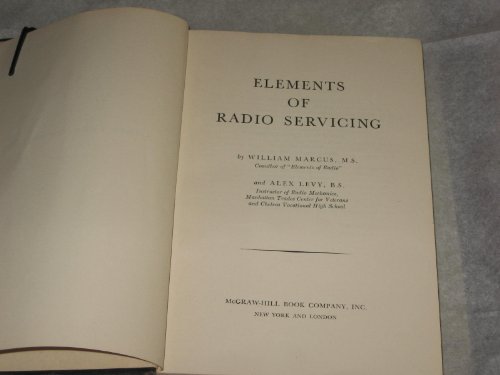 ELEMENTS
OF
RADIO SERVICING
by WILLIAM MARCUS, M.S.
Coauthor of "Elements of Radio"
and ALEX LEVY, B.S.
Instructor of Radio Mechanics,
Manhattan Trades Center for Veterans
and Chelsea Vocational High School
McGRAW-HILL BOOK COMPANY, INC.
NEW YORK AND LONDON